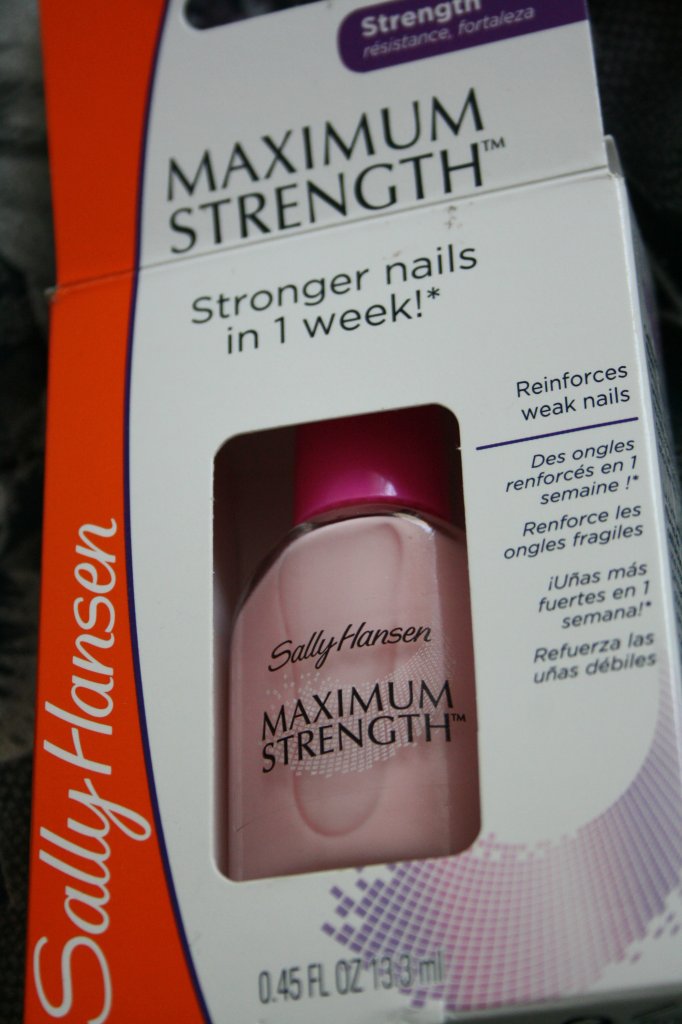 Strength
résistance, fortaleza
MAXIMUM
STRENGTH™
Stronger nails
in 1 week!*
Reinforces
weak nails
Des ongles
renforcés en 1
semaine !*
Renforce les
ongles fragiles
¡Uñas más
fuertes en 1
semana!*
Refuerza las
uñas débiles
Sally Hansen
Sally Hansen
MAXIMUM
STRENGTH™
0.45 FL OZ 13.3 ml